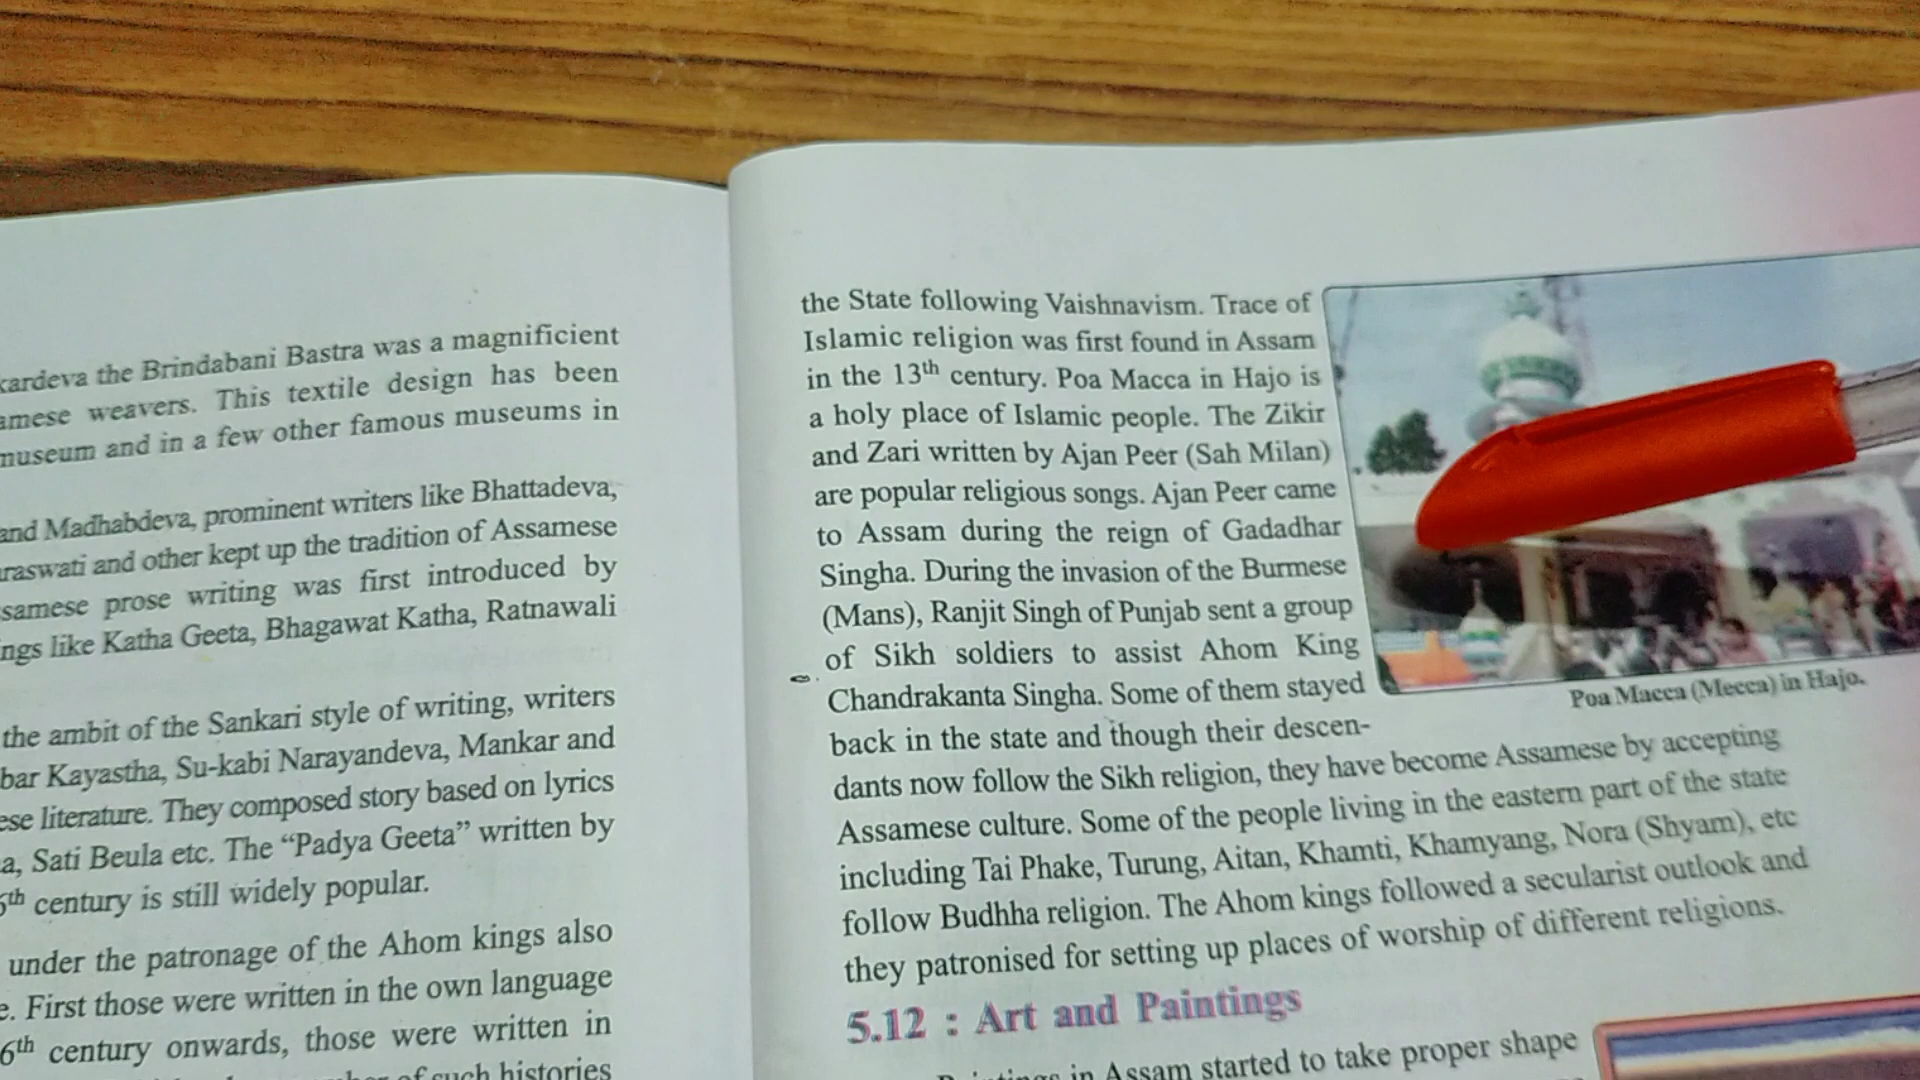 kardeva the Brindabani Bastra was a magnificient
amese weavers. This textile design has been
museum and in a few other famous museums in
and Madhabdeva, prominent writers like Bhattadeva,
raswati and other kept up the tradition of Assamese
samese prose writing was first introduced by
ngs like Katha Geeta, Bhagawat Katha, Ratnawali
the ambit of the Sankari style of writing, writers
bar Kayastha, Su-kabi Narayandeva, Mankar and
ese literature. They composed story based on lyrics
a, Sati Beula etc. The “Padya Geeta” written by
century is still widely popular.
under the patronage of the Ahom kings also
e. First those were written in the own language
6th century onwards, those were written in
of such histories
the State following Vaishnavism. Trace of
Islamic religion was first found in Assam
in the 13th century. Poa Macca in Hajo is
a holy place of Islamic people. The Zikir
and Zari written by Ajan Peer (Sah Milan)
are popular religious songs. Ajan Peer came
to Assam during the reign of Gadadhar
Singha. During the invasion of the Burmese
(Mans), Ranjit Singh of Punjab sent a group
of Sikh soldiers to assist Ahom King
Chandrakanta Singha. Some of them stayed
back in the state and though their descen-
dants now follow the Sikh religion, they have become Assamese by accepting
Assamese culture. Some of the people living in the eastern part of the state
including Tai Phake, Turung, Aitan, Khamti, Khamyang, Nora (Shyam), etc
follow Budhha religion. The Ahom kings followed a secularist outlook and
they patronised for setting up places of worship of different religions.
Poa Macca (Mecca) in Hajo.
5.12 : Art and Paintings
in Assam started to take proper shape